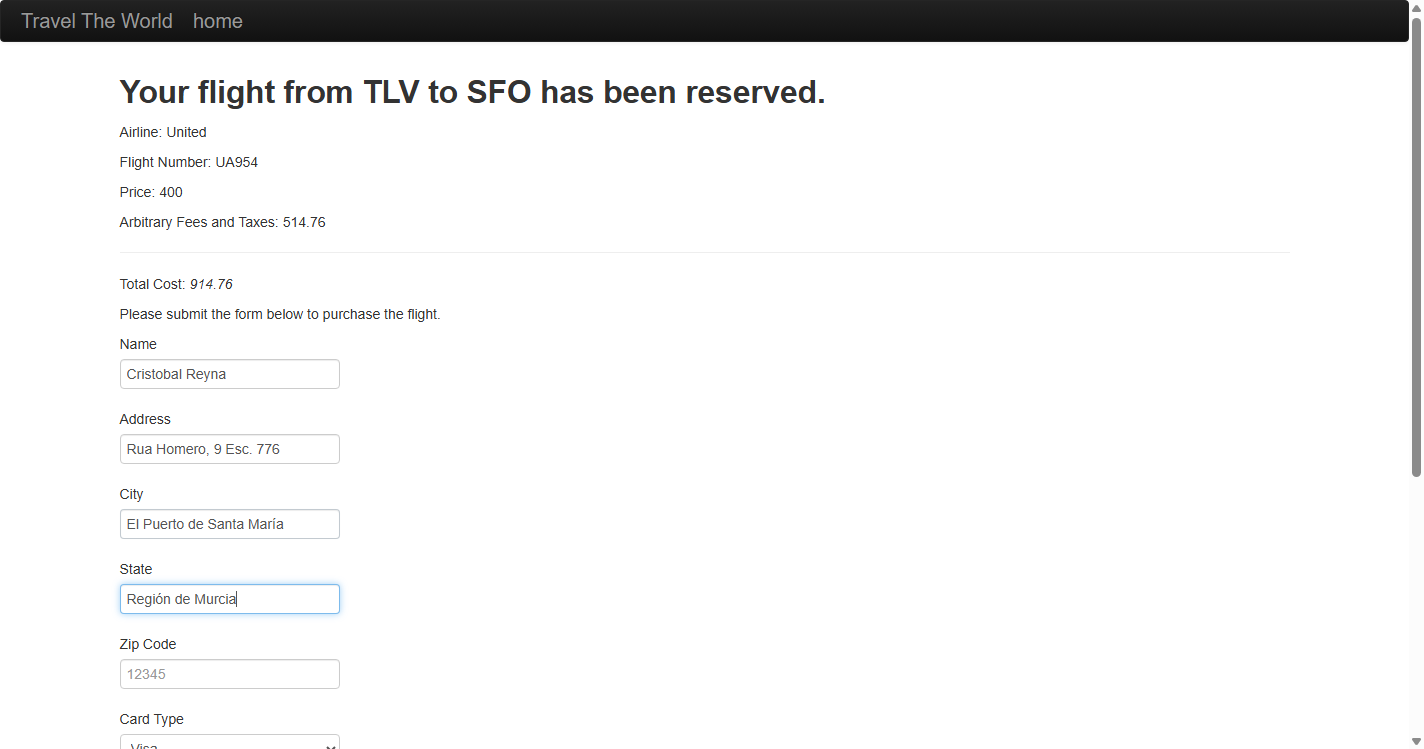 Travel The World home
Your flight from TLV to SFO has been reserved.
Airline: United
Flight Number: UA954
Price: 400
Arbitrary Fees and Taxes: 514.76
Total Cost: 914.76
Please submit the form below to purchase the flight.
Name
Cristobal Reyna
Address
Rua Homero, 9 Esc. 776
City
El Puerto de Santa María
State
Región de Murcia
Zip Code
12345
Card Type
Visa